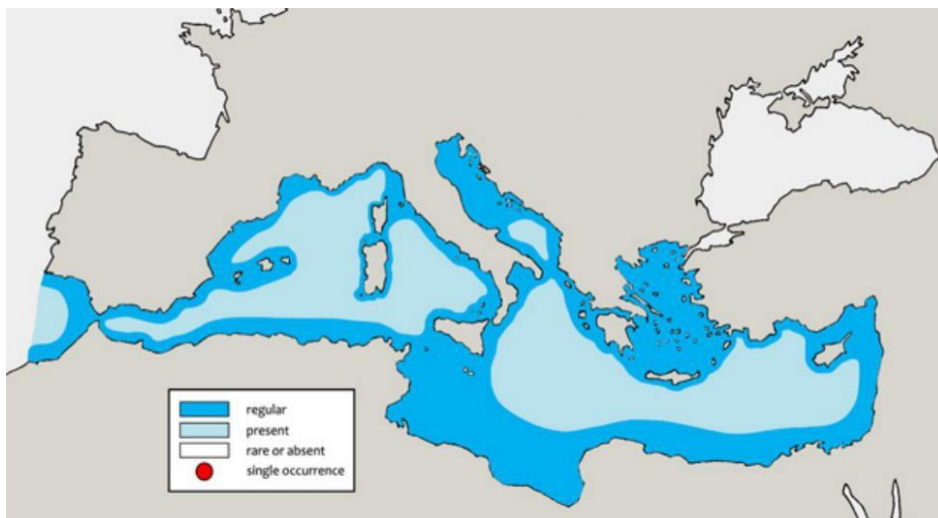 regular
present
rare or absent
single occurrence